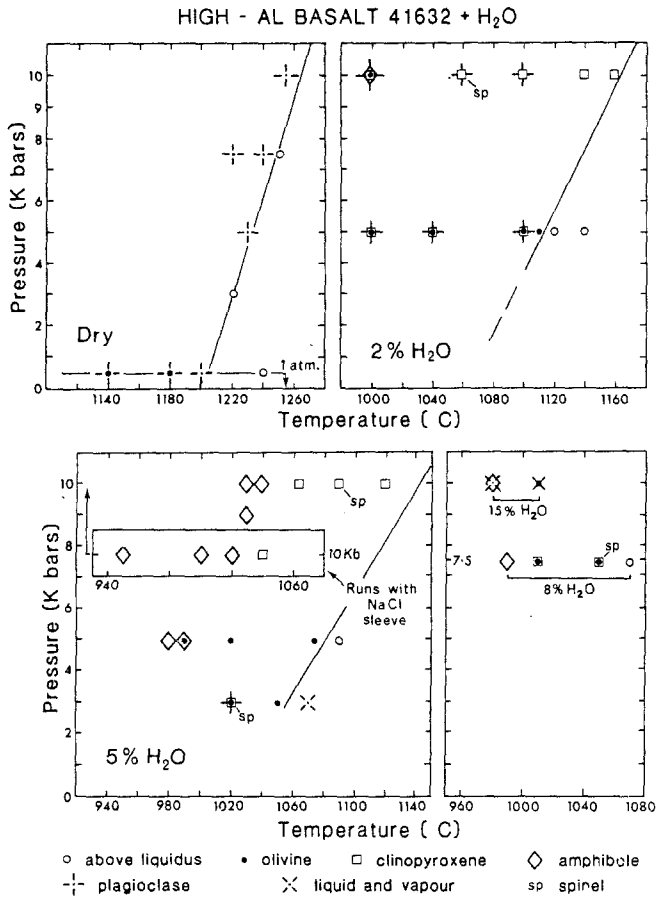 HIGH - AL BASALT 41632 + H₂O
Pressure (K bars)
10
9
8
6
4
2
0
Dry
↑ atm.
1140
1180
1220
1260
sp
2% H₂O
1000
1040
1080
1120
1160
Temperature ( C)
Pressure (K bars)
10
8
6
4
2
0
940
1060
10Kb
Runs with
NaCl
sleeve
sp
sp
5% H₂O
940
980
1020
1060
1100
1140
15% H₂O
7·5
sp
8% H₂O
960
1000
1040
1080
Temperature ( C)
above liquidus
olivine
clinopyroxene
amphibole
plagioclase
liquid and vapour
sp spinel